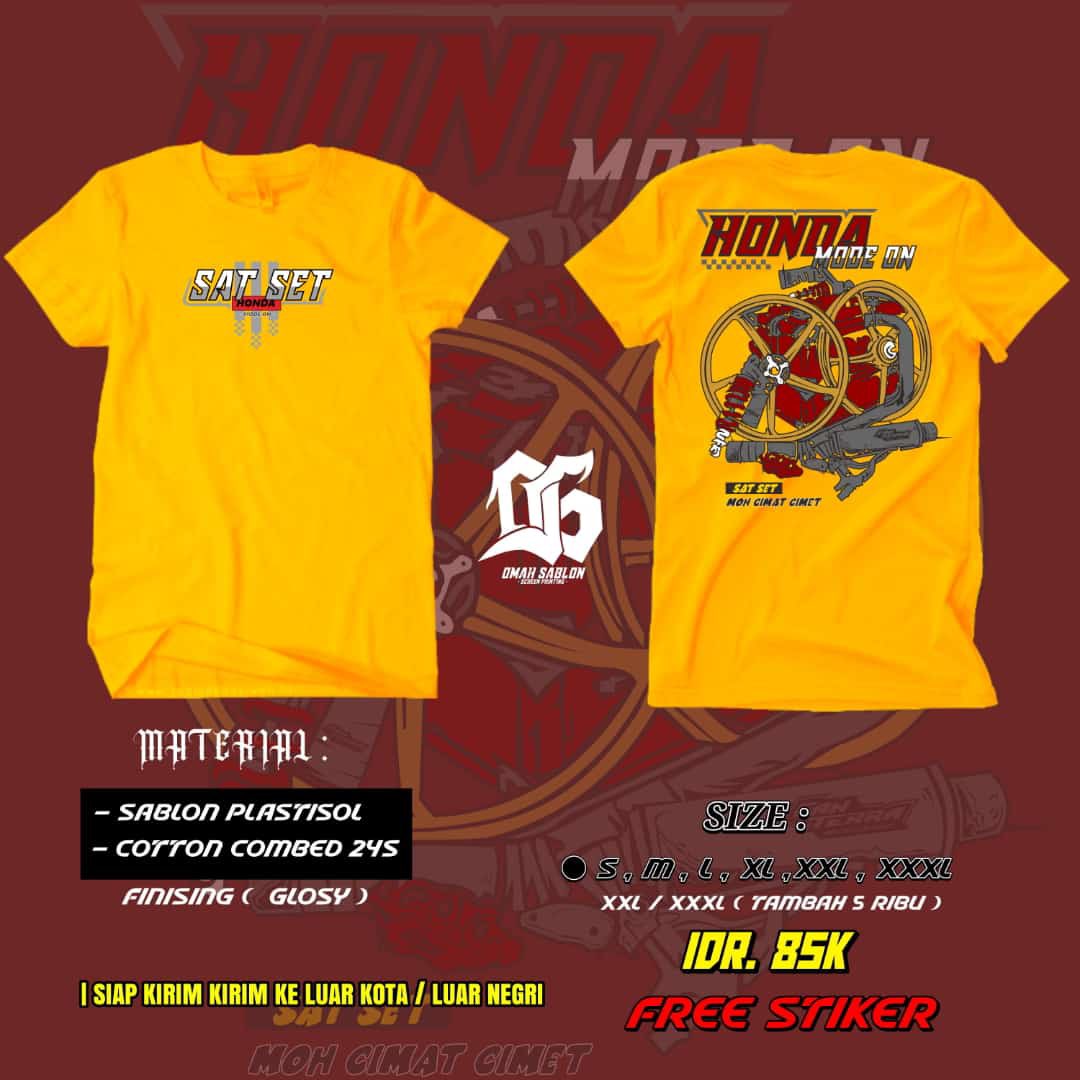 HONDA
MODE ON
SAT SET
HONDA
MODE ON
HONDA
MODE ON
SAT SET
MOH CIMAT CIMET
OMAH SABLON
- SCREEN PRINTING -
MATERIAL :
– SABLON PLASTISOL
– COTTON COMBED 24S
FINISING ( GLOSY )
SIZE :
● S , M , L , XL ,XXL , XXXL
XXL / XXXL ( TAMBAH 5 RIBU )
IDR. 85K
FREE STIKER
| SIAP KIRIM KIRIM KE LUAR KOTA / LUAR NEGRI
SAT SET
MOH CIMAT CIMET